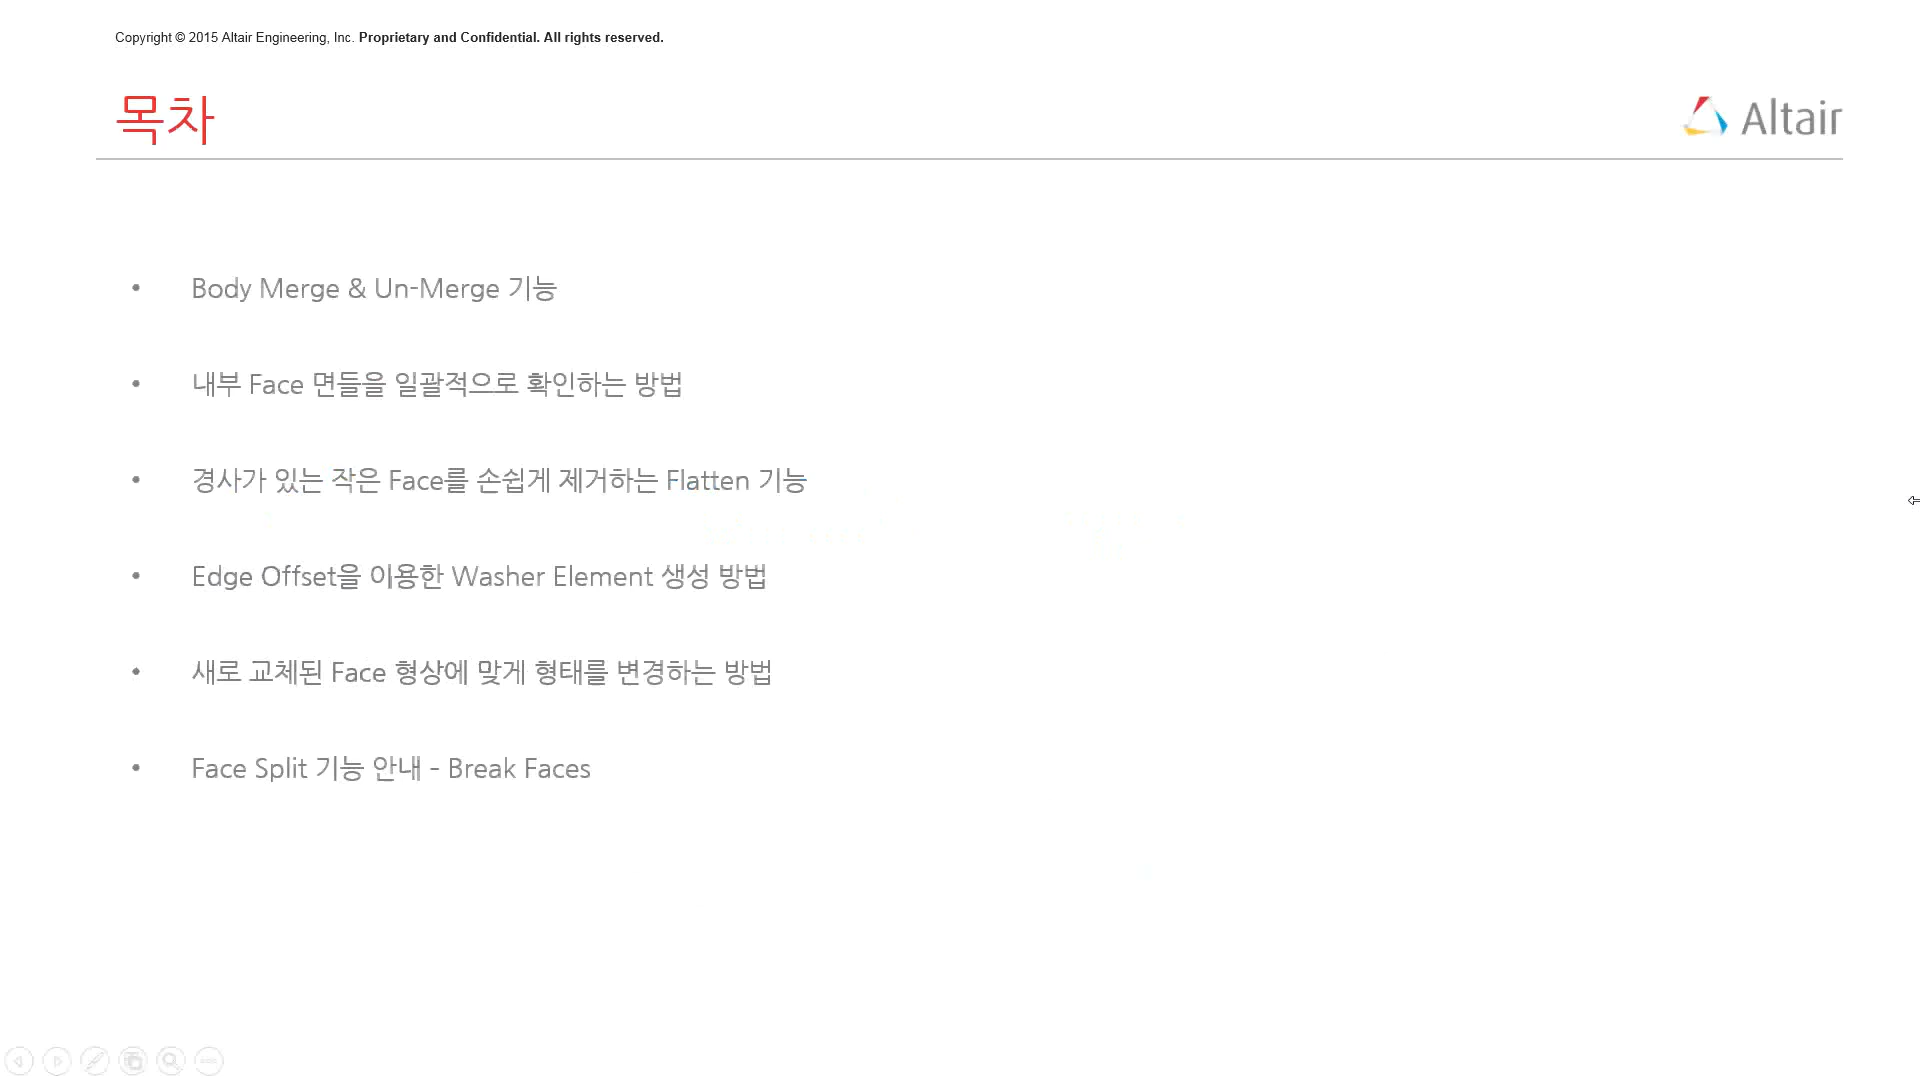 Copyright © 2015 Altair Engineering, Inc. Proprietary and Confidential. All rights reserved.
목차
Altair
• Body Merge & Un-Merge 기능
• 내부 Face 면들을 일괄적으로 확인하는 방법
• 경사가 있는 작은 Face를 손쉽게 제거하는 Flatten 기능
• Edge Offset을 이용한 Washer Element 생성 방법
• 새로 교체된 Face 형상에 맞게 형태를 변경하는 방법
• Face Split 기능 안내 – Break Faces